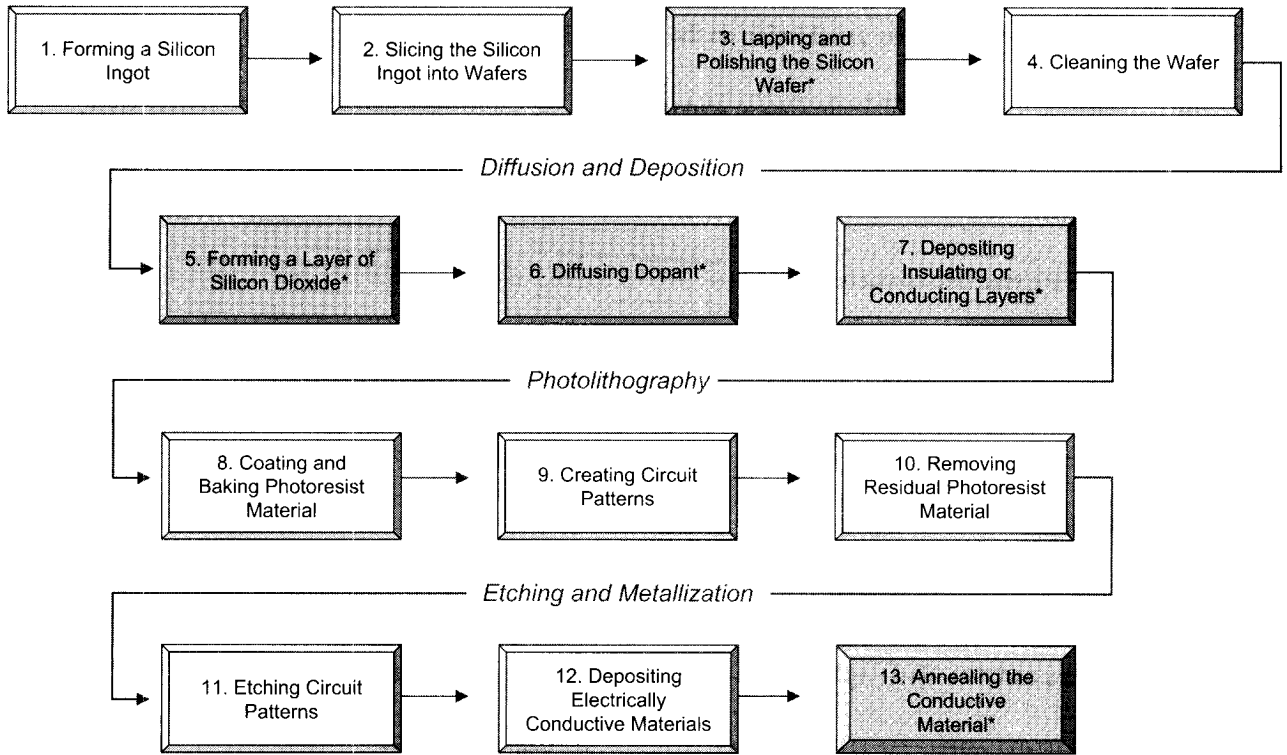 1. Forming a Silicon
Ingot
2. Slicing the Silicon
Ingot into Wafers
3. Lapping and
Polishing the Silicon
Wafer*
4. Cleaning the Wafer
Diffusion and Deposition
5. Forming a Layer of
Silicon Dioxide*
6. Diffusing Dopant*
7. Depositing
Insulating or
Conducting Layers*
Photolithography
8. Coating and
Baking Photoresist
Material
9. Creating Circuit
Patterns
10. Removing
Residual Photoresist
Material
Etching and Metallization
11. Etching Circuit
Patterns
12. Depositing
Electrically
Conductive Materials
13. Annealing the
Conductive
Material*